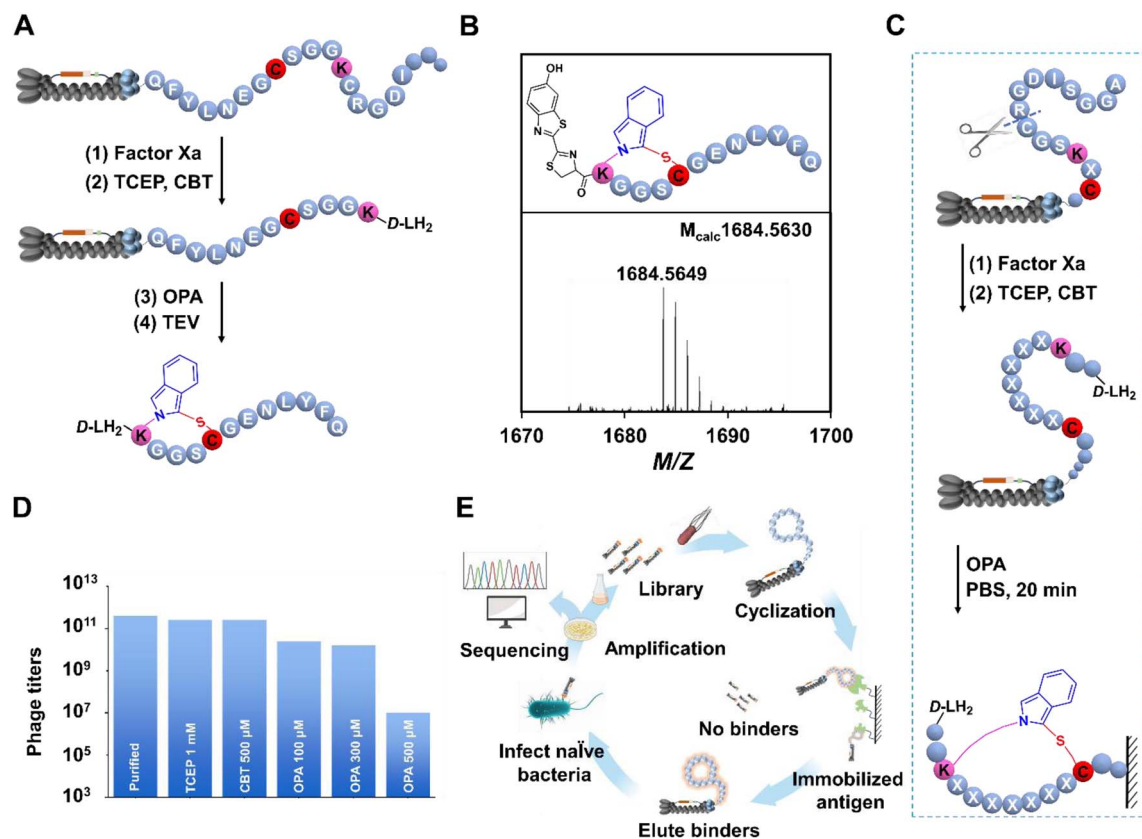 A
Q F Y L N E G C S G G K C R G D I
(1) Factor Xa
(2) TCEP, CBT
Q F Y L N E G C S G G K
D-LH2
(3) OPA
(4) TEV
N
S
D-LH2
K G G S C G E N L Y F Q
B
OH
N
S
S
N
O
N
S
K G G S C G E N L Y F Q
Mcalc1684.5630
1684.5649
1670 1680 1690 1700
M/Z
C
A G G S I D G R C G S K X C
(1) Factor Xa
(2) TCEP, CBT
K X X X X X X X C
D-LH2
OPA
PBS, 20 min
D-LH2
N
S
K X X X X X X X C
D
Phage titers
10^13
10^11
10^9
10^7
10^5
10^3
Purified
TCEP 1 mM
CBT 500 μM
OPA 100 μM
OPA 300 μM
OPA 500 μM
E
Library
Cyclization
Sequencing
Amplification
No binders
Infect naÏve
bacteria
Immobilized
antigen
Elute binders